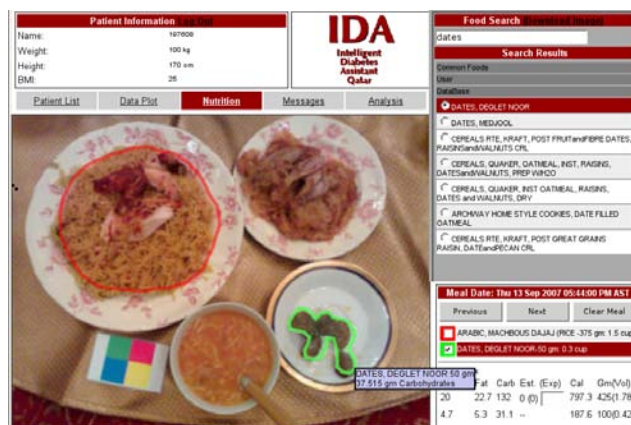 Patient Information Log Out
Name: 197608
Weight: 100 kg
Height: 170 cm
BMI: 25
IDA
Intelligent
Diabetes
Assistant
Qatar
Patient List Data Plot Nutrition Messages Analysis
DATES, DEGLET NOOR 50 gm
37.515 gm Carbohydrates
Food Search (Download Image)
dates
Search Results
Common Foods
User
DataBase
DATES, DEGLET NOOR
DATES, MEDJOOL
CEREALS RTE, KRAFT, POST FRUITandFIBRE DATES,
RAISINSandWALNUTS CRL
CEREALS, QUAKER, OATMEAL, INST, RAISINS,
DATESandWALNUTS, PREP W/H2O
CEREALS, QUAKER, INST OATMEAL, RAISINS,
DATES and WALNUTS, DRY
ARCHWAY HOME STYLE COOKIES, DATE FILLED
OATMEAL
CEREALS RTE, KRAFT, POST GREAT GRAINS
RAISIN, DATEandPECAN CRL
Meal Date: Thu 13 Sep 2007 05:44:00 PM AST
Previous Next Clear Meal
ARABIC, MACHBOUS DAJAJ (RICE -375 gm: 1.5 cup
DATES, DEGLET NOOR-50 gm: 0.3 cup
Fat Carb Est. (Exp) Cal Gm(Vol)
20 22.7 132 0 (0) 797.3 425(1.78
4.7 5.3 31.1 -- 187.6 100(0.42